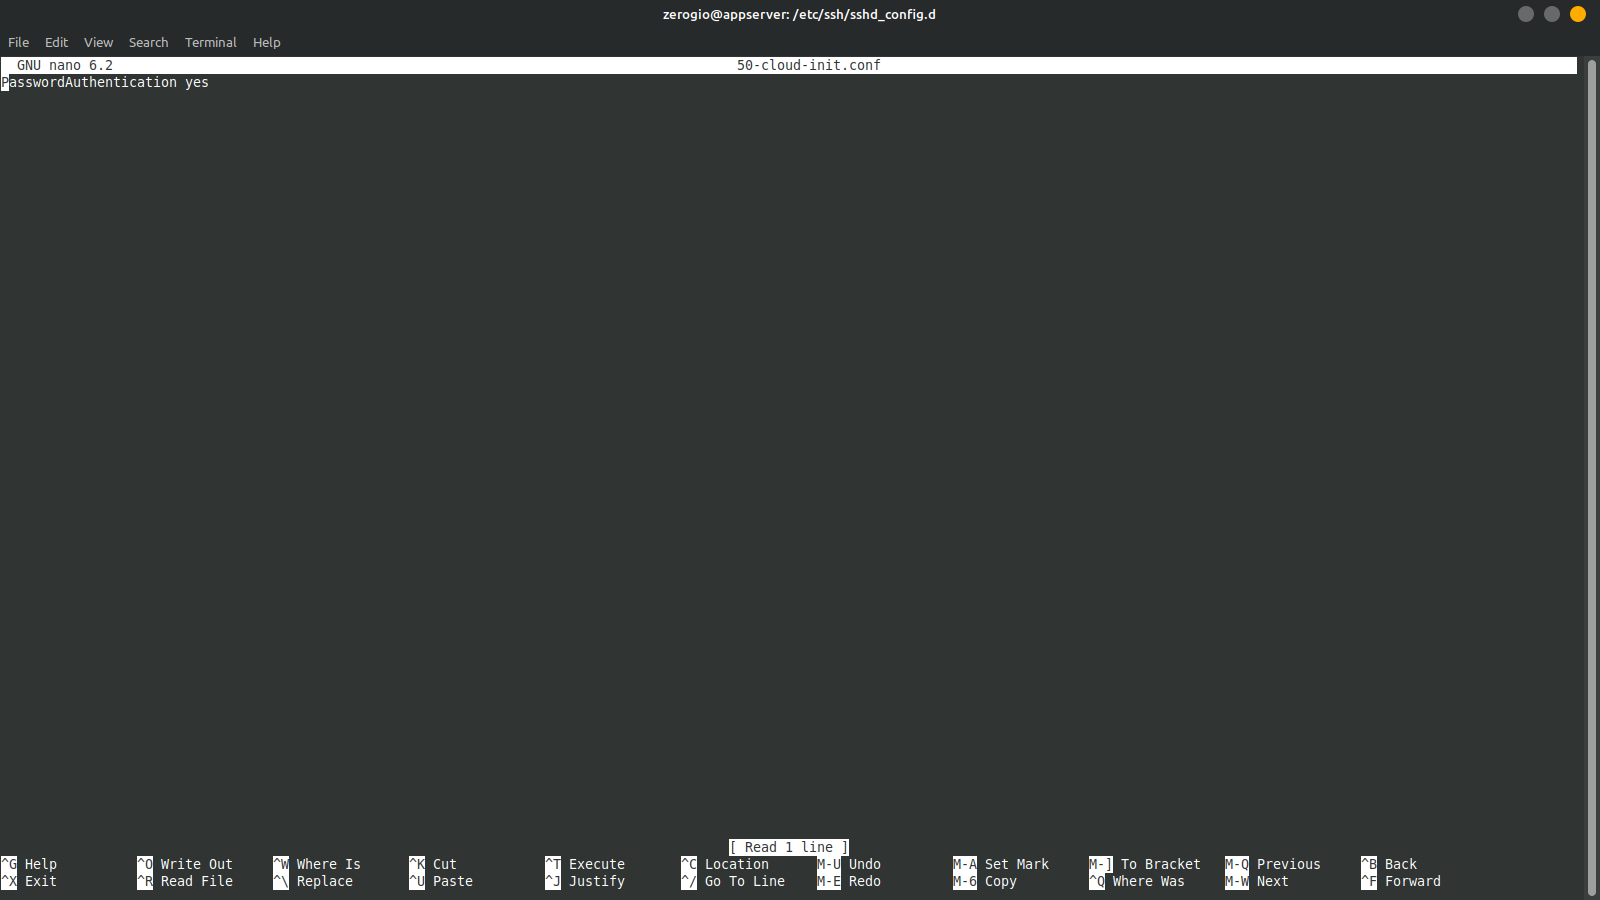 zerogio@appserver: /etc/ssh/sshd_config.d
File Edit View Search Terminal Help
GNU nano 6.2 50-cloud-init.conf
PasswordAuthentication yes
[ Read 1 line ]
^G Help ^O Write Out ^W Where Is ^K Cut ^T Execute ^C Location M-U Undo M-A Set Mark M-] To Bracket M-Q Previous ^B Back
^X Exit ^R Read File ^\ Replace ^U Paste ^J Justify ^/ Go To Line M-E Redo M-6 Copy ^Q Where Was M-W Next ^F Forward